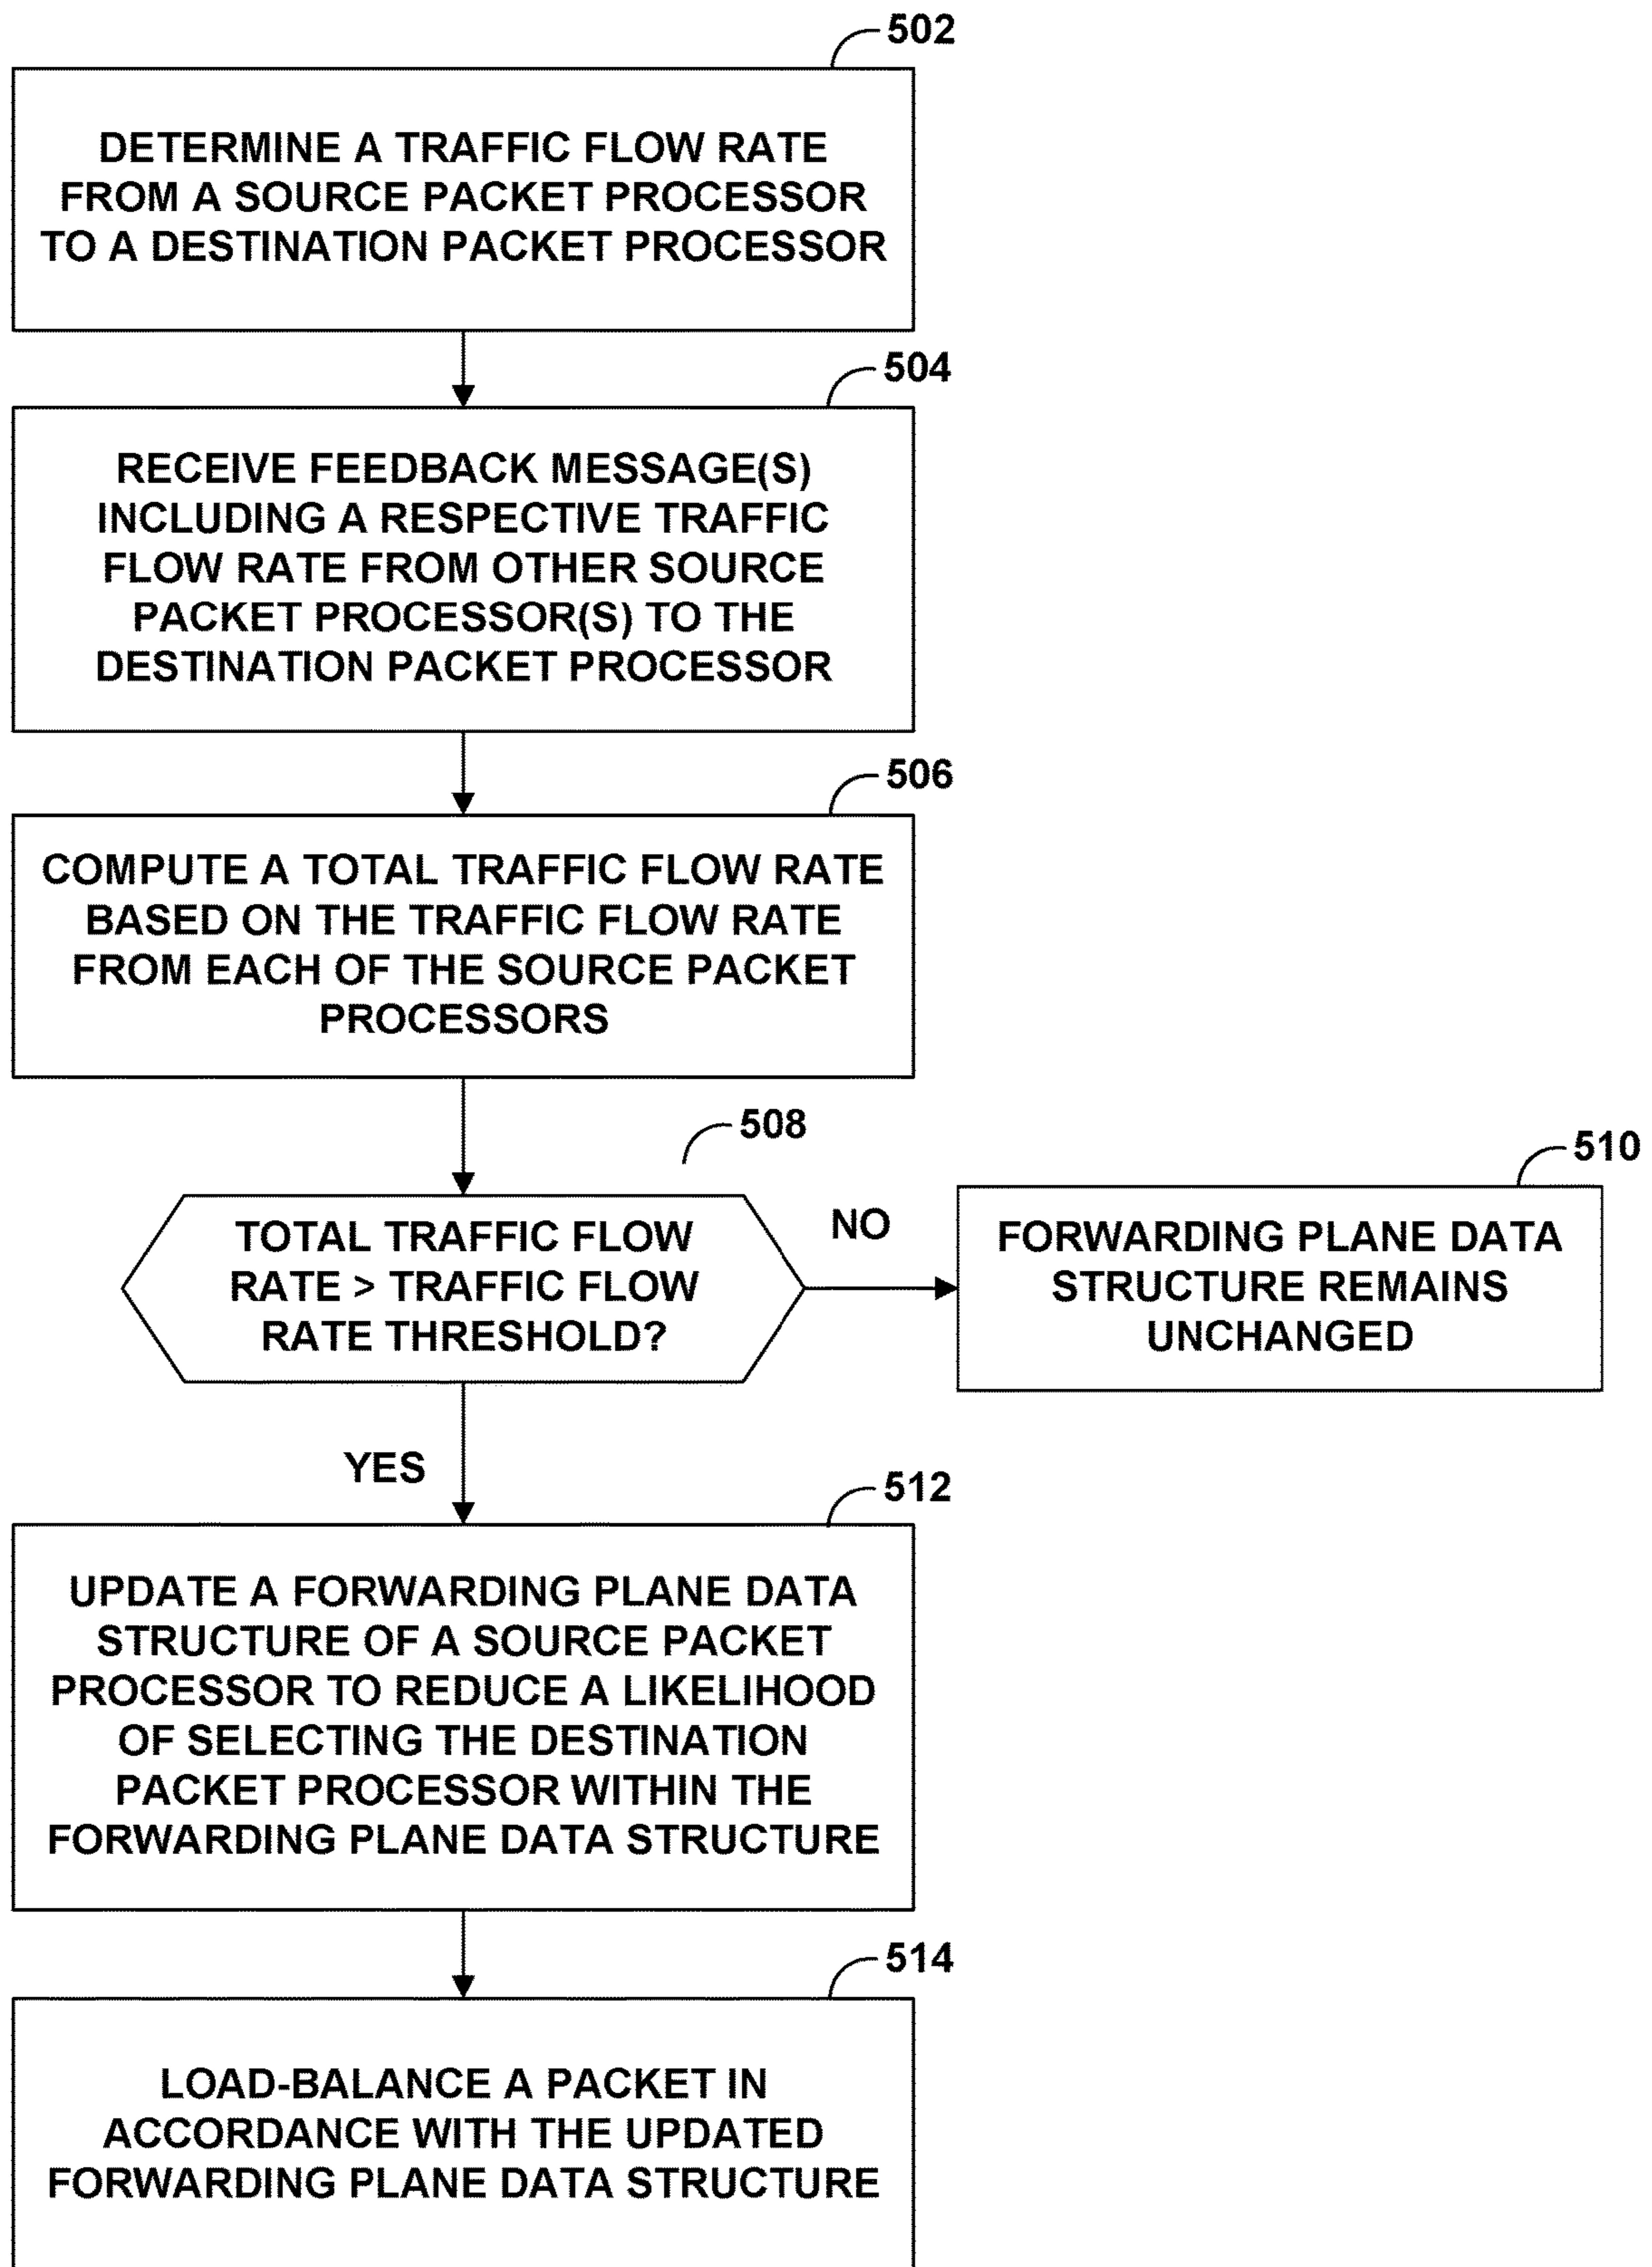 502
DETERMINE A TRAFFIC FLOW RATE
FROM A SOURCE PACKET PROCESSOR
TO A DESTINATION PACKET PROCESSOR
504
RECEIVE FEEDBACK MESSAGE(S)
INCLUDING A RESPECTIVE TRAFFIC
FLOW RATE FROM OTHER SOURCE
PACKET PROCESSOR(S) TO THE
DESTINATION PACKET PROCESSOR
506
COMPUTE A TOTAL TRAFFIC FLOW RATE
BASED ON THE TRAFFIC FLOW RATE
FROM EACH OF THE SOURCE PACKET
PROCESSORS
508
TOTAL TRAFFIC FLOW
RATE > TRAFFIC FLOW
RATE THRESHOLD?
NO
510
FORWARDING PLANE DATA
STRUCTURE REMAINS
UNCHANGED
YES
512
UPDATE A FORWARDING PLANE DATA
STRUCTURE OF A SOURCE PACKET
PROCESSOR TO REDUCE A LIKELIHOOD
OF SELECTING THE DESTINATION
PACKET PROCESSOR WITHIN THE
FORWARDING PLANE DATA STRUCTURE
514
LOAD-BALANCE A PACKET IN
ACCORDANCE WITH THE UPDATED
FORWARDING PLANE DATA STRUCTURE